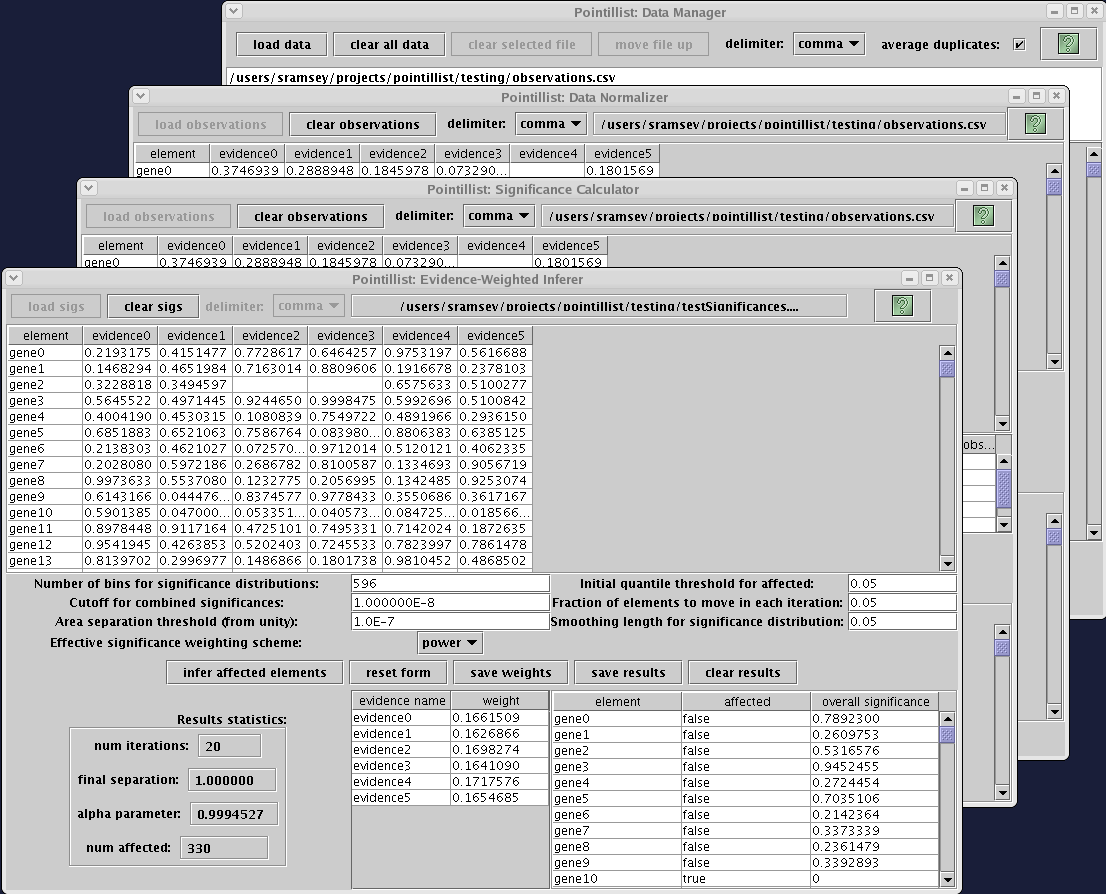 Pointillist: Data Manager
load data clear all data clear selected file move file up delimiter: comma average duplicates:
/users/sramsey/projects/pointillist/testing/observations.csv
Pointillist: Data Normalizer
load observations clear observations delimiter: comma /users/sramsey/projects/pointillist/testing/observations.csv
element evidence0 evidence1 evidence2 evidence3 evidence4 evidence5
gene0 0.3746939 0.2888948 0.1845978 0.073290... 0.1801569
Pointillist: Significance Calculator
load observations clear observations delimiter: comma /users/sramsey/projects/pointillist/testing/observations.csv
element evidence0 evidence1 evidence2 evidence3 evidence4 evidence5
gene0 0.3746939 0.2888948 0.1845978 0.073290... 0.1801569
obs...
Pointillist: Evidence-Weighted Inferer
load sigs clear sigs delimiter: comma /users/sramsey/projects/pointillist/testing/testSignificances....
element evidence0 evidence1 evidence2 evidence3 evidence4 evidence5
gene0 0.2193175 0.4151477 0.7728617 0.6464257 0.9753197 0.5616688
gene1 0.1468294 0.4651984 0.7163014 0.8809606 0.1916678 0.2378103
gene2 0.3228818 0.3494597 0.6575633 0.5100277
gene3 0.5645522 0.4971445 0.9244650 0.9998475 0.5992696 0.5100842
gene4 0.4004190 0.4530315 0.1080839 0.7549722 0.4891966 0.2936150
gene5 0.6851883 0.6521063 0.7586764 0.083980... 0.8806383 0.6385125
gene6 0.2138303 0.4621027 0.072570... 0.9712014 0.5120121 0.4062335
gene7 0.2028080 0.5972186 0.2686782 0.8100587 0.1334693 0.9056719
gene8 0.9973633 0.5537080 0.1232775 0.2056995 0.1342485 0.9253074
gene9 0.6143166 0.044476... 0.8374577 0.9778433 0.3550686 0.3617167
gene10 0.5901385 0.047000... 0.053351... 0.040573... 0.084725... 0.018566...
gene11 0.8978448 0.9117164 0.4725101 0.7495331 0.7142024 0.1872635
gene12 0.9541945 0.4263853 0.5202403 0.7245533 0.7823997 0.7861478
gene13 0.8139702 0.2996977 0.1486866 0.1801738 0.9810452 0.4868502
Number of bins for significance distributions: 596 Initial quantile threshold for affected: 0.05
Cutoff for combined significances: 1.000000E-8 Fraction of elements to move in each iteration: 0.05
Area separation threshold (from unity): 1.0E-7 Smoothing length for significance distribution: 0.05
Effective significance weighting scheme: power
infer affected elements reset form save weights save results clear results
Results statistics:
num iterations: 20
final separation: 1.000000
alpha parameter: 0.9994527
num affected: 330
evidence name weight
evidence0 0.1661509
evidence1 0.1626866
evidence2 0.1698274
evidence3 0.1641090
evidence4 0.1717576
evidence5 0.1654685
element affected overall significance
gene0 false 0.7892300
gene1 false 0.2609753
gene2 false 0.5316576
gene3 false 0.9452455
gene4 false 0.2724454
gene5 false 0.7035106
gene6 false 0.2142364
gene7 false 0.3373339
gene8 false 0.2361479
gene9 false 0.3392893
gene10 true 0